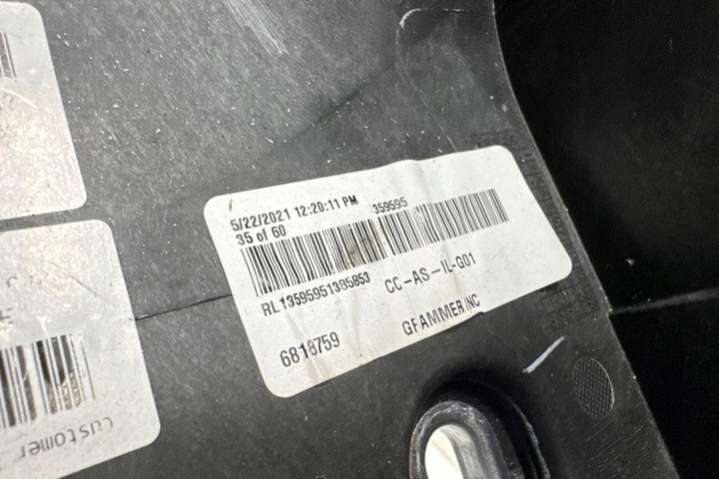 5/22/2021 12:20:11 PM 359595
35 of 60
RL13595951395853 CC-AS-IL-G01
6818759 GRAMMER INC
Customer